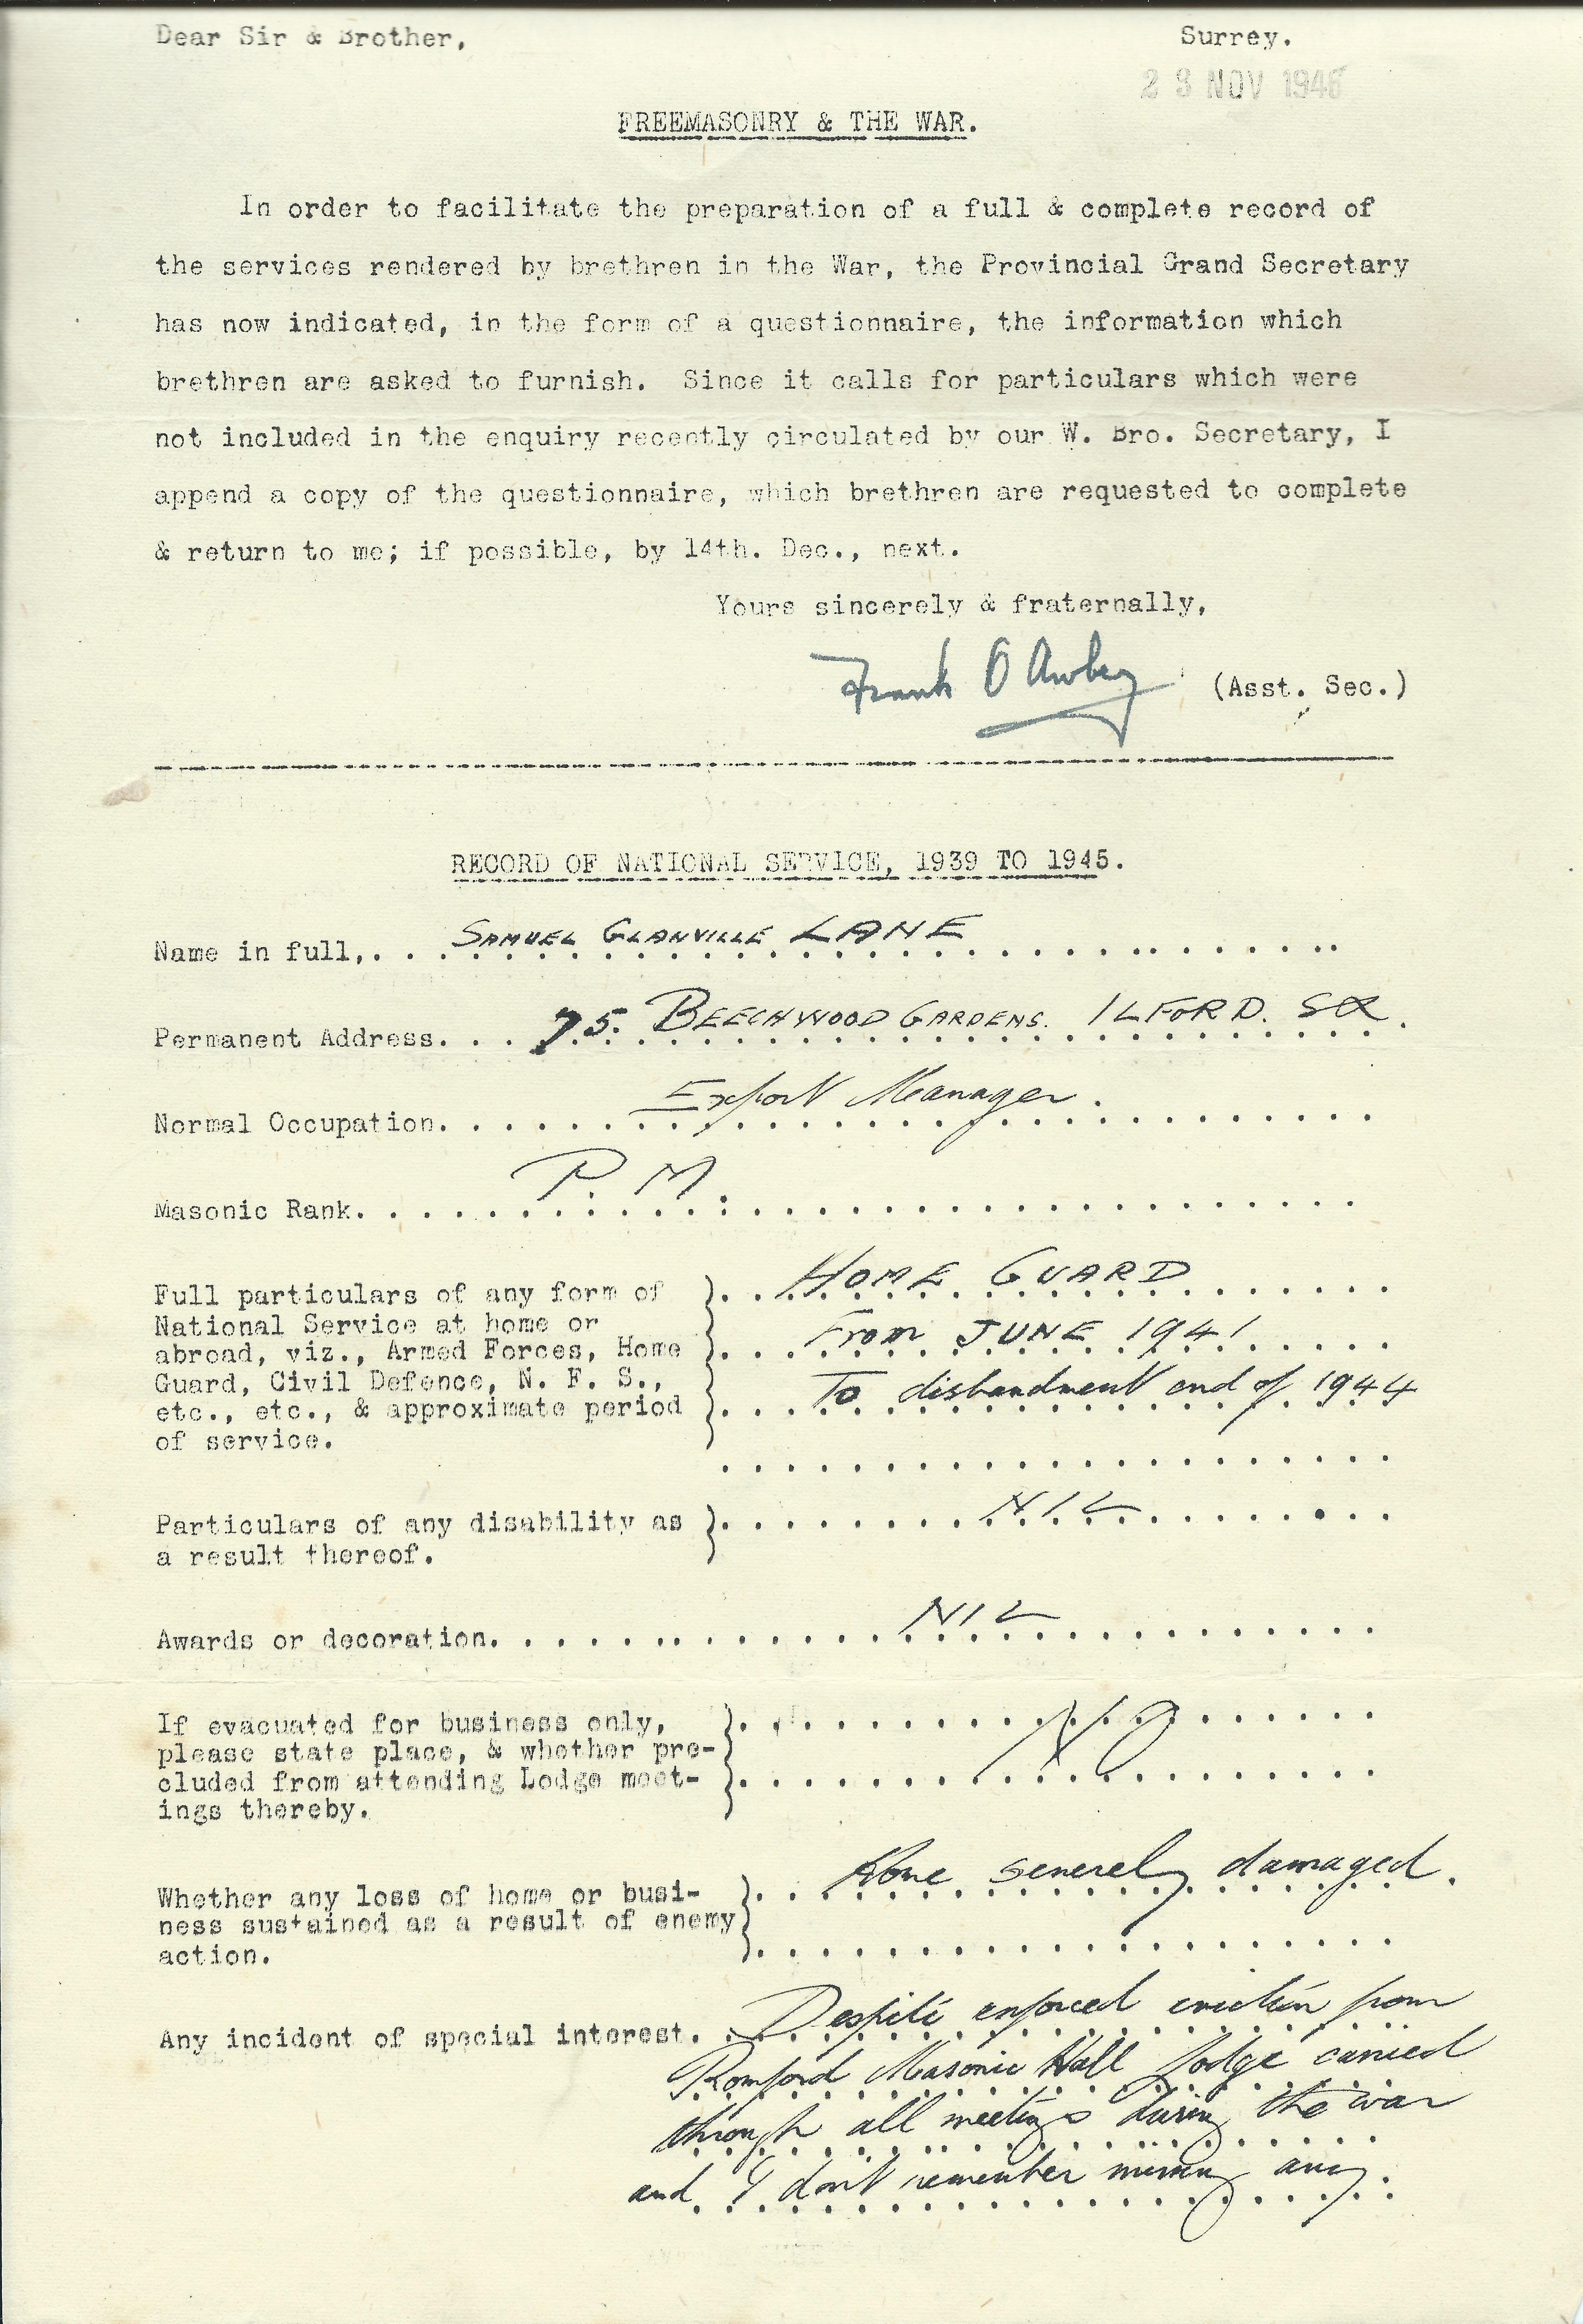 Dear Sir & Brother,
Surrey.
23 NOV 1946
FREEMASONRY & THE WAR.
In order to facilitate the preparation of a full & complete record of
the services rendered by brethren in the War, the Provincial Grand Secretary
has now indicated, in the form of a questionnaire, the information which
brethren are asked to furnish. Since it calls for particulars which were
not included in the enquiry recently circulated by our W. Bro. Secretary, I
append a copy of the questionnaire, which brethren are requested to complete
& return to me; if possible, by 14th. Dec., next.
Yours sincerely & fraternally,
Frank O Awbery (Asst. Sec.)
RECORD OF NATIONAL SERVICE, 1939 TO 1945.
Name in full,. . . SAMUEL GLANVILLE LANE
Permanent Address. . . 75. BEECHWOOD GARDENS. ILFORD. SX.
Normal Occupation. . . Export Manager.
Masonic Rank. . . P. M.
Full particulars of any form of HOME GUARD
National Service at home or
abroad, viz., Armed Forces, Home From JUNE 1941
Guard, Civil Defence, N. F. S.,
etc., etc., & approximate period To disbandment end of 1944
of service.
Particulars of any disability as NIL
a result thereof.
Awards or decoration. . . NIL
If evacuated for business only,
please state place, & whether pre- NO
cluded from attending Lodge meet-
ings thereby.
Whether any loss of home or busi- Home severely damaged.
ness sustained as a result of enemy
action.
Any incident of special interest. . . Despite enforced eviction from
Romford Masonic Hall Lodge carried
through all meetings during the war
and I don't remember missing any.